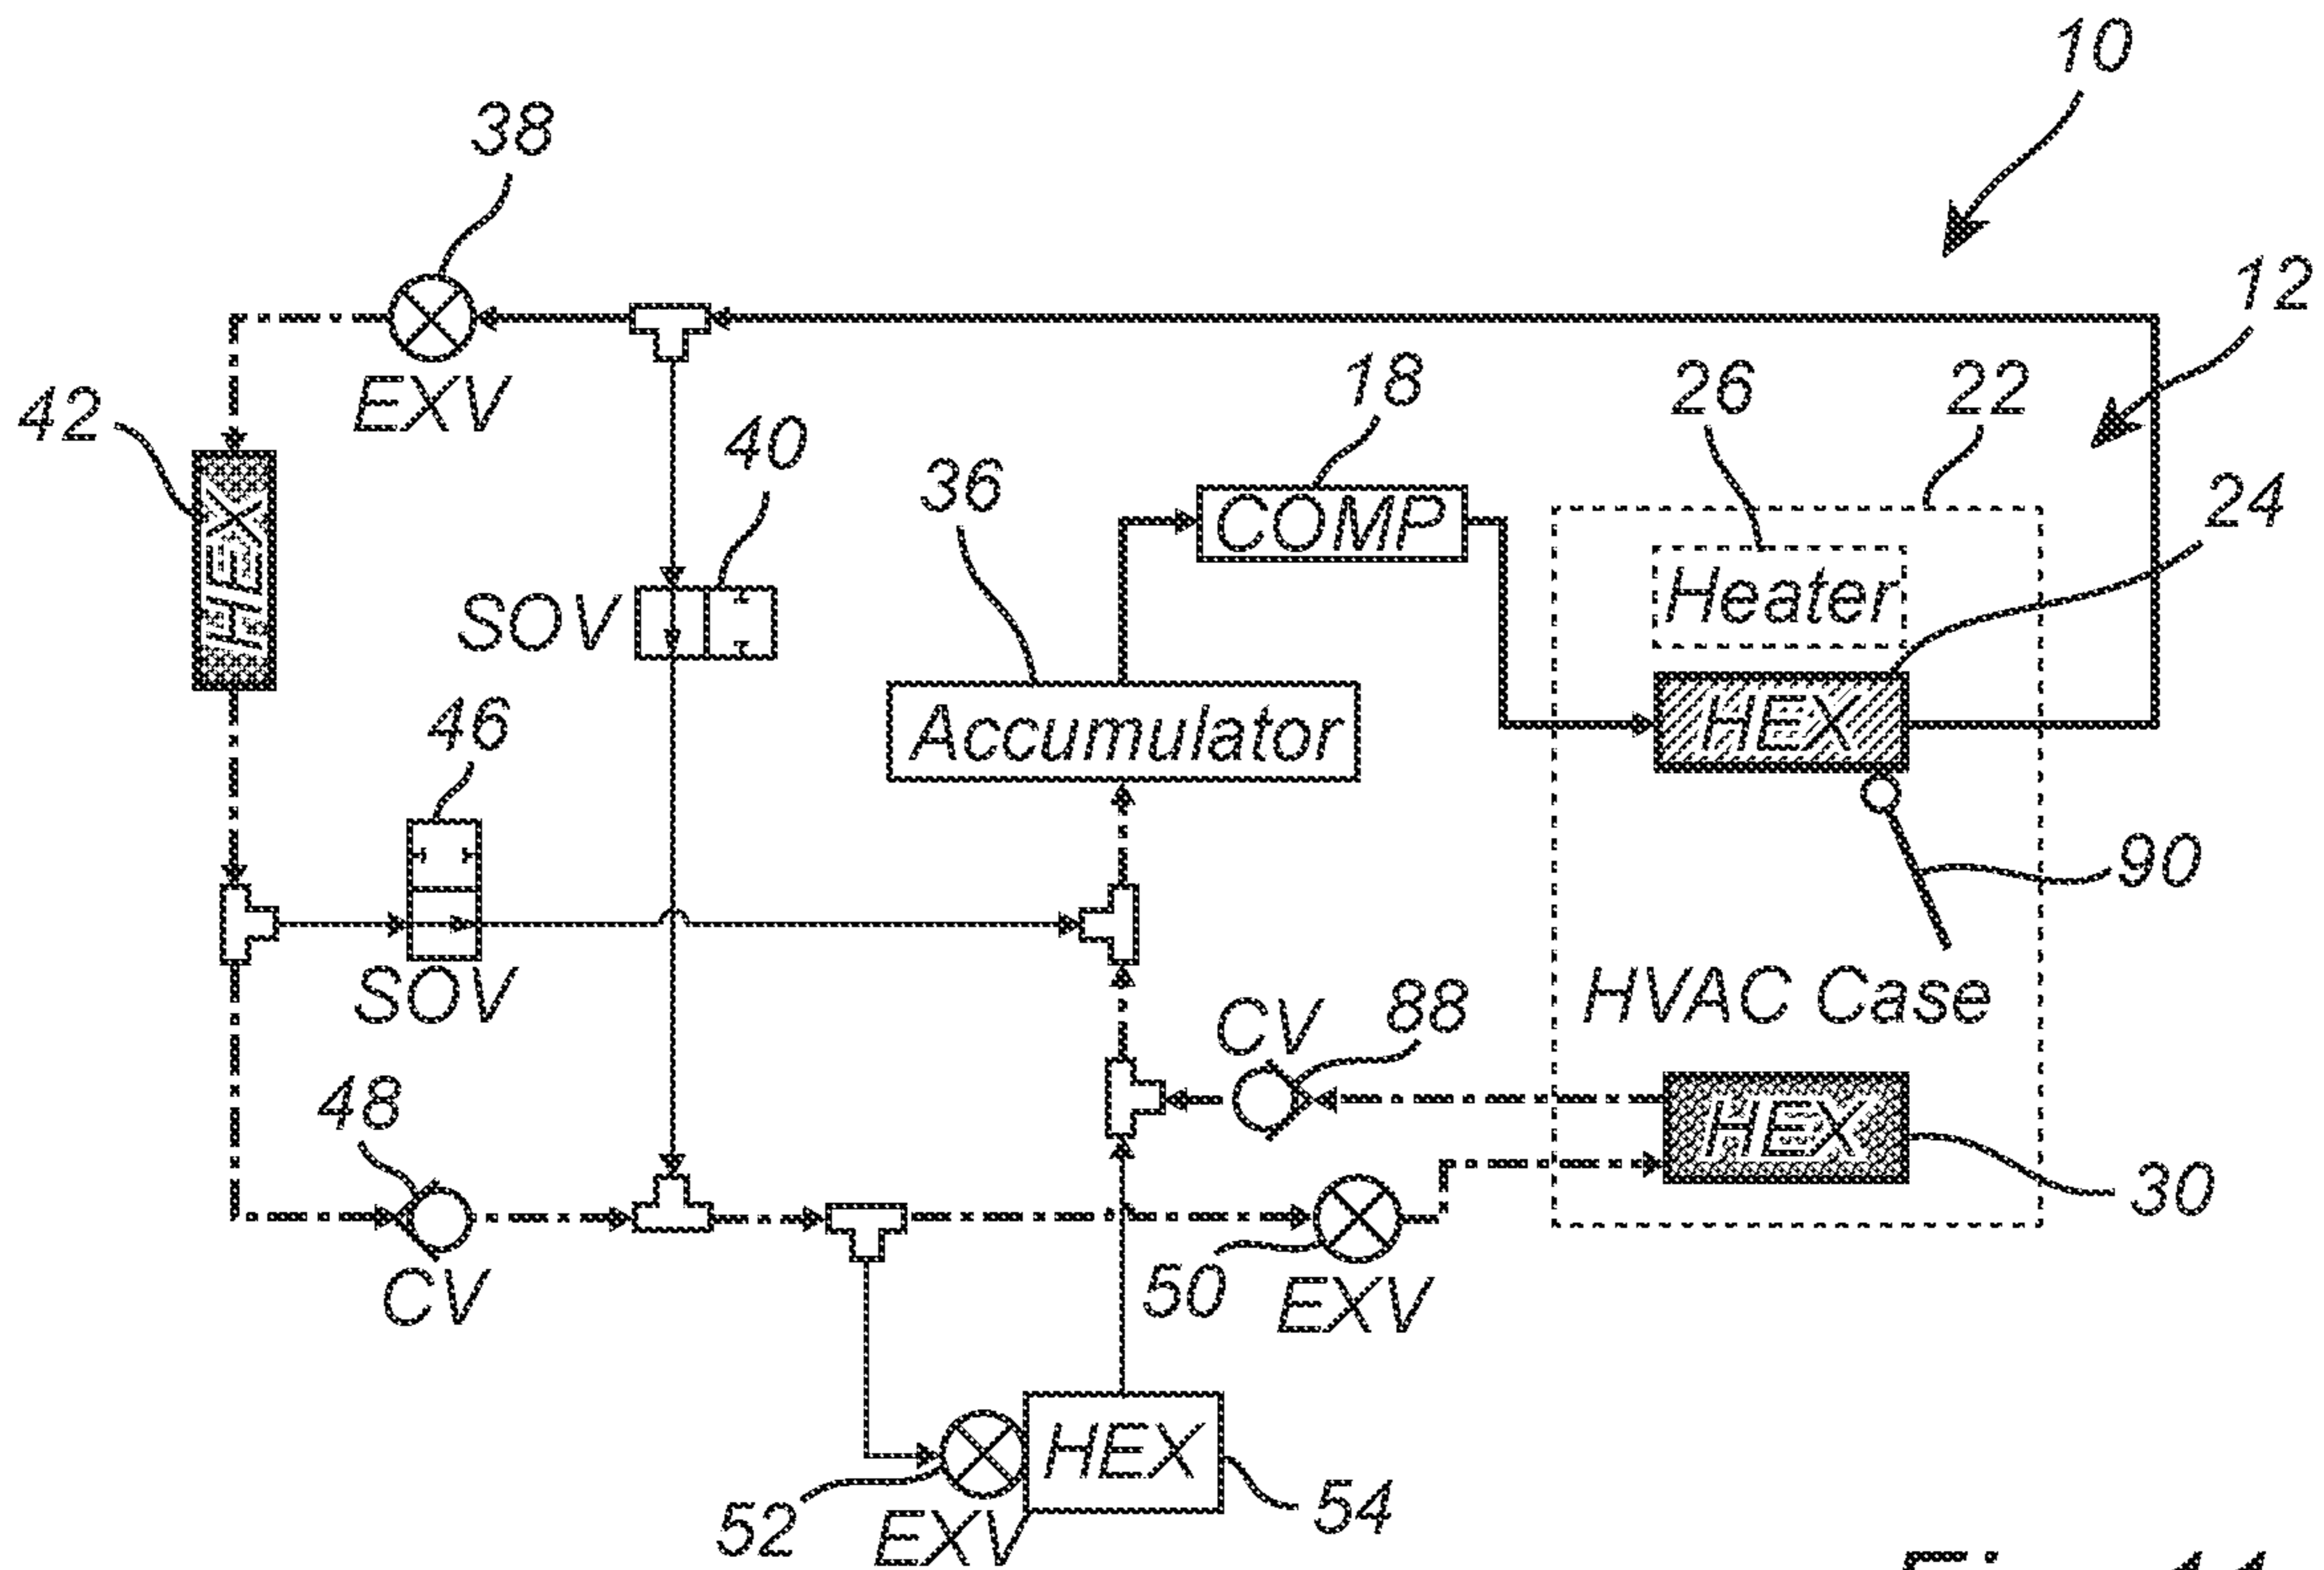 10
38
12
EXV
18
26
22
42
40
36
24
COMP
HEX
SOV
Heater
46
Accumulator
HEX
90
SOV
HVAC Case
CV
88
48
HEX
30
CV
50
EXV
HEX
52
EXV
54